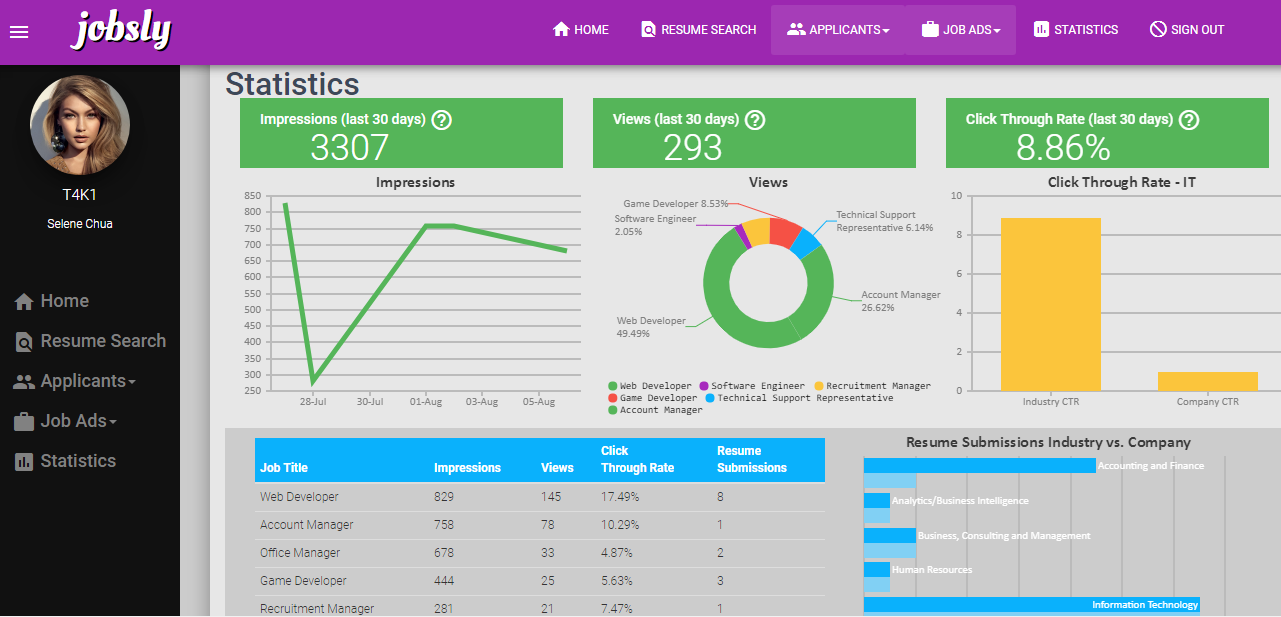 jobsly
HOME
RESUME SEARCH
APPLICANTS
JOB ADS
STATISTICS
SIGN OUT
T4K1
Selene Chua
Home
Resume Search
Applicants
Job Ads
Statistics
Statistics
Impressions (last 30 days) ?
3307
Views (last 30 days) ?
293
Click Through Rate (last 30 days) ?
8.86%
Impressions
850
800
750
700
650
600
550
500
450
400
350
300
250
28-Jul
30-Jul
01-Aug
03-Aug
05-Aug
Views
Game Developer 8.53%
Software Engineer
2.05%
Technical Support
Representative 6.14%
Account Manager
26.62%
Web Developer
49.49%
Web Developer
Software Engineer
Recruitment Manager
Game Developer
Technical Support Representative
Account Manager
Click Through Rate - IT
10
8
6
4
2
0
Industry CTR
Company CTR
Job Title Impressions Views Click Through Rate Resume Submissions
Web Developer 829 145 17.49% 8
Account Manager 758 78 10.29% 1
Office Manager 678 33 4.87% 2
Game Developer 444 25 5.63% 3
Recruitment Manager 281 21 7.47% 1
Resume Submissions Industry vs. Company
Accounting and Finance
Analytics/Business Intelligence
Business, Consulting and Management
Human Resources
Information Technology